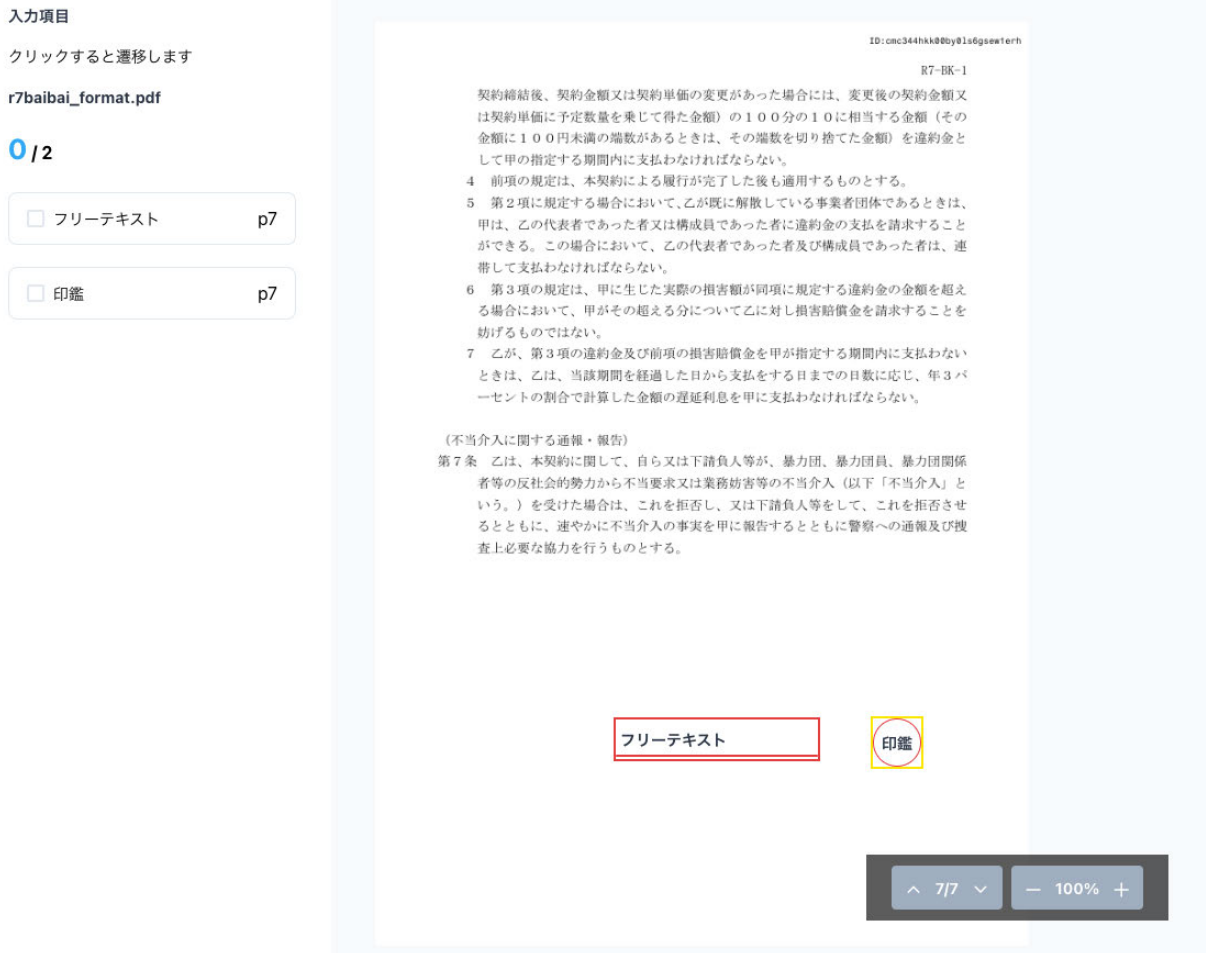 入力項目
クリックすると遷移します
r7baibai_format.pdf
0 / 2
フリーテキスト p7
印鑑 p7
ID:cmc344hkk00by0ls6gsew1erh
R7-BK-1
契約締結後、契約金額又は契約単価の変更があった場合には、変更後の契約金額又
は契約単価に予定数量を乗じて得た金額）の１００分の１０に相当する金額（その
金額に１００円未満の端数があるときは、その端数を切り捨てた金額）を違約金と
して甲の指定する期間内に支払わなければならない。
４　前項の規定は、本契約による履行が完了した後も適用するものとする。
５　第２項に規定する場合において、乙が既に解散している事業者団体であるときは、
甲は、乙の代表者であった者又は構成員であった者に違約金の支払を請求すること
ができる。この場合において、乙の代表者であった者及び構成員であった者は、連
帯して支払わなければならない。
６　第３項の規定は、甲に生じた実際の損害額が同項に規定する違約金の金額を超え
る場合において、甲がその超える分について乙に対し損害賠償金を請求することを
妨げるものではない。
７　乙が、第３項の違約金及び前項の損害賠償金を甲が指定する期間内に支払わない
ときは、乙は、当該期間を経過した日から支払をする日までの日数に応じ、年３パ
ーセントの割合で計算した金額の遅延利息を甲に支払わなければならない。
（不当介入に関する通報・報告）
第７条　乙は、本契約に関して、自ら又は下請負人等が、暴力団、暴力団員、暴力団関係
者等の反社会的勢力から不当要求又は業務妨害等の不当介入（以下「不当介入」と
いう。）を受けた場合は、これを拒否し、又は下請負人等をして、これを拒否させ
るとともに、速やかに不当介入の事実を甲に報告するとともに警察への通報及び捜
査上必要な協力を行うものとする。
フリーテキスト
印鑑
7/7
100%